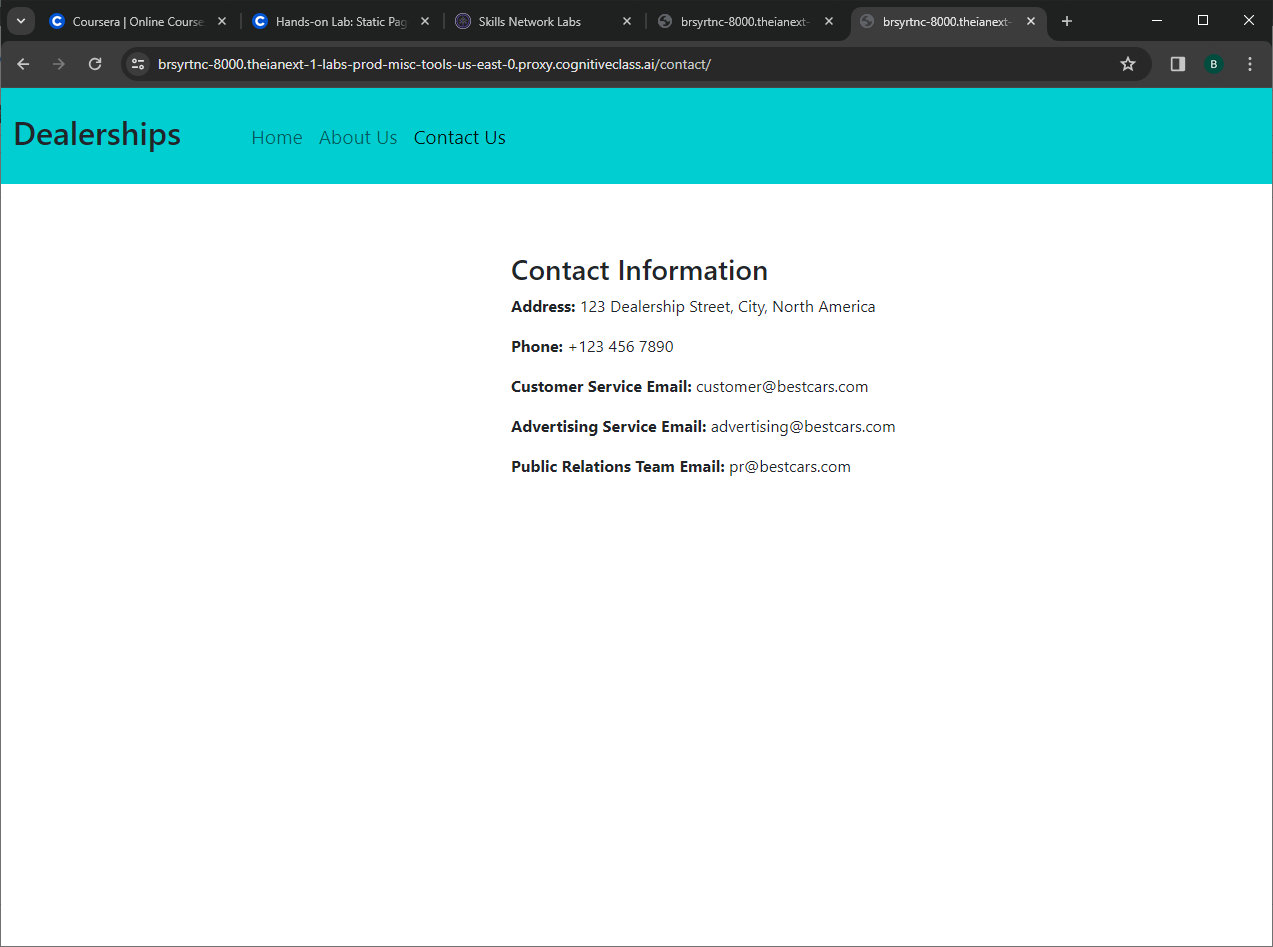 Coursera | Online Course
Hands-on Lab: Static Pag
Skills Network Labs
brsyrtnc-8000.theianext-
brsyrtnc-8000.theianext-
brsyrtnc-8000.theianext-1-labs-prod-misc-tools-us-east-0.proxy.cognitiveclass.ai/contact/
B
Dealerships
Home About Us Contact Us
Contact Information
Address: 123 Dealership Street, City, North America
Phone: +123 456 7890
Customer Service Email: customer@bestcars.com
Advertising Service Email: advertising@bestcars.com
Public Relations Team Email: pr@bestcars.com